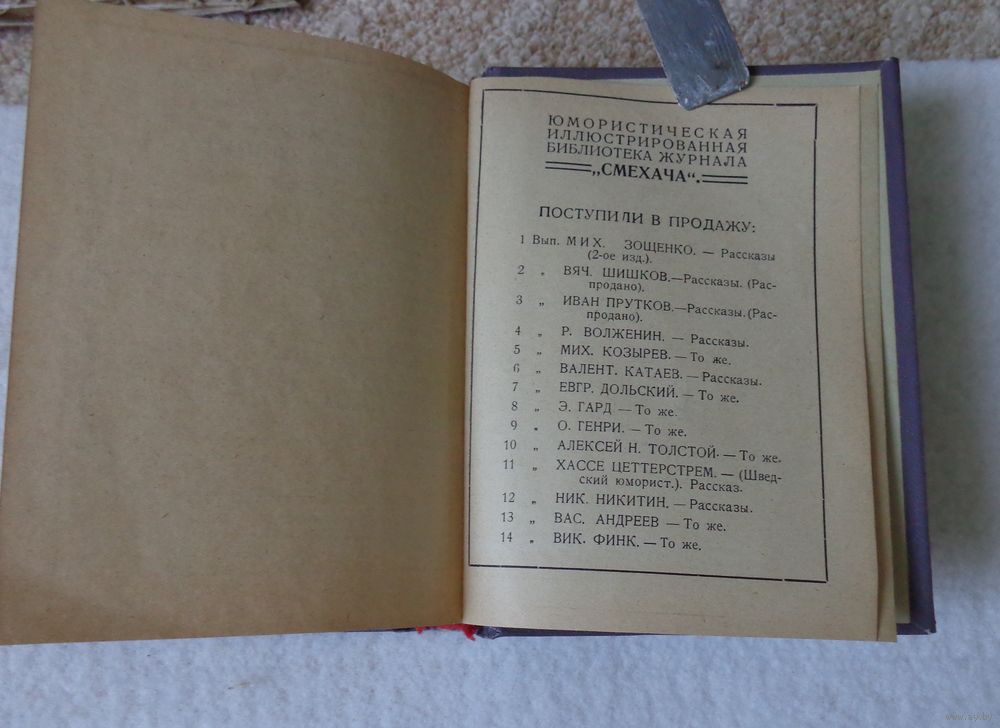 ЮМОРИСТИЧЕСКАЯ
ИЛЛЮСТРИРОВАННАЯ
БИБЛИОТЕКА ЖУРНАЛА
„СМЕХАЧА“.
ПОСТУПИЛИ В ПРОДАЖУ:
1 Вып. МИХ. ЗОЩЕНКО. — Рассказы
(2-ое изд.).
2 „ ВЯЧ. ШИШКОВ.—Рассказы. (Рас-
продано).
3 „ ИВАН ПРУТКОВ.—Рассказы. (Рас-
продано).
4 „ Р. ВОЛЖЕНИН. — Рассказы.
5 „ МИХ. КОЗЫРЕВ. — То же.
6 „ ВАЛЕНТ. КАТАЕВ. — Рассказы.
7 „ ЕВГР. ДОЛЬСКИЙ. — То же.
8 „ Э. ГАРД — То же.
9 „ О. ГЕНРИ. — То же.
10 „ АЛЕКСЕЙ Н. ТОЛСТОЙ. — То же.
11 „ ХАССЕ ЦЕТТЕРСТРЕМ. — (Швед-
ский юморист.). Рассказ.
12 „ НИК. НИКИТИН. — Рассказы.
13 „ ВАС. АНДРЕЕВ — То же.
14 „ ВИК. ФИНК. — То же.
www.ay.by